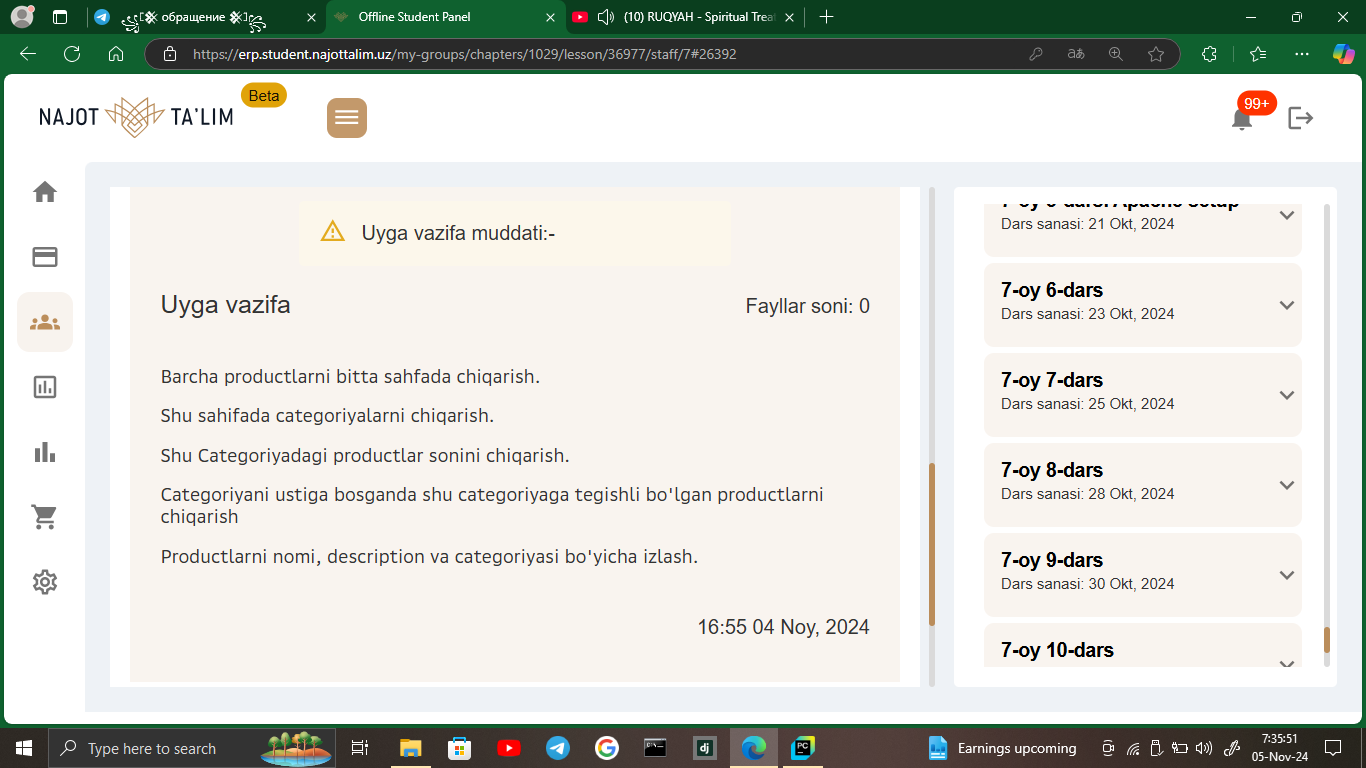 обращение
Offline Student Panel
(10) RUQYAH - Spiritual Trea
https://erp.student.najottalim.uz/my-groups/chapters/1029/lesson/36977/staff/7#26392
NAJOT TA'LIM
Beta
99+
Uyga vazifa muddati:-
Uyga vazifa
Fayllar soni: 0
Barcha productlarni bitta sahfada chiqarish.
Shu sahifada categoriyalarni chiqarish.
Shu Categoriyadagi productlar sonini chiqarish.
Categoriyani ustiga bosganda shu categoriyaga tegishli bo'lgan productlarni
chiqarish
Productlarni nomi, description va categoriyasi bo'yicha izlash.
16:55 04 Noy, 2024
Dars sanasi: 21 Okt, 2024
7-oy 6-dars
Dars sanasi: 23 Okt, 2024
7-oy 7-dars
Dars sanasi: 25 Okt, 2024
7-oy 8-dars
Dars sanasi: 28 Okt, 2024
7-oy 9-dars
Dars sanasi: 30 Okt, 2024
7-oy 10-dars
Type here to search
dj
PC
Earnings upcoming
7:35:51
05-Nov-24